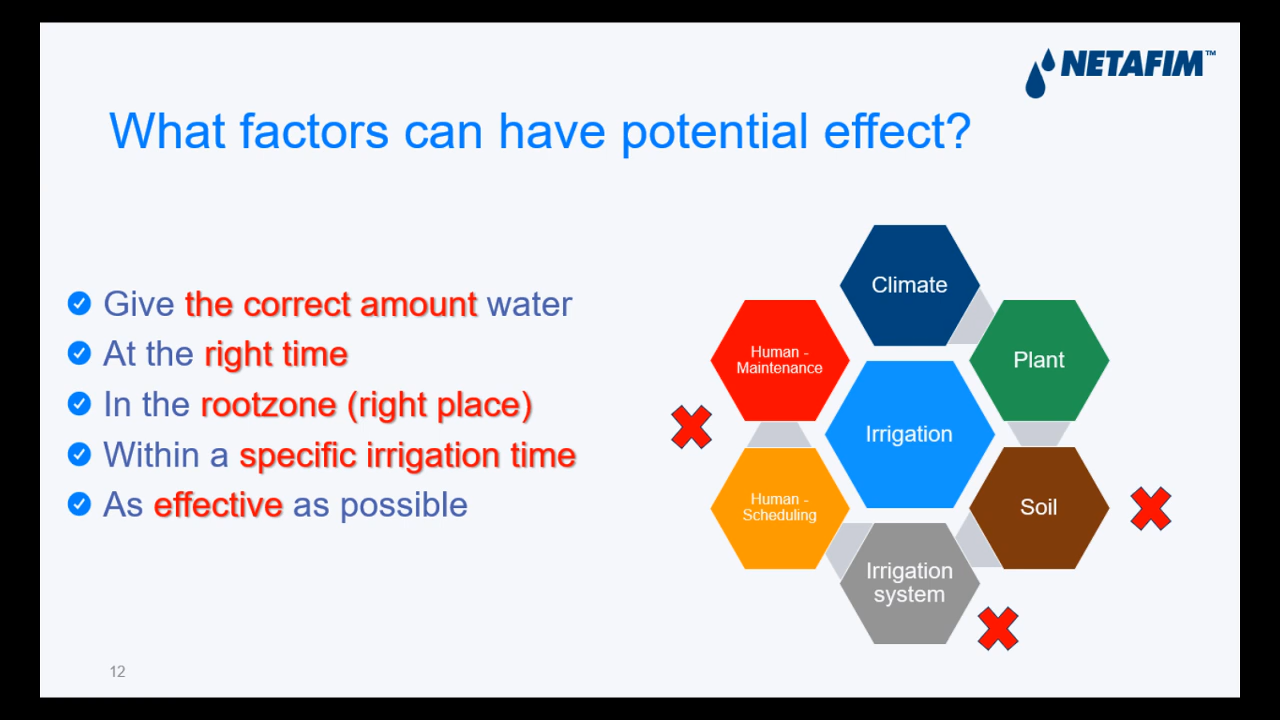 NETAFIM™
What factors can have potential effect?
Give the correct amount water
At the right time
In the rootzone (right place)
Within a specific irrigation time
As effective as possible
Climate
Human -
Maintenance
Plant
Irrigation
Human -
Scheduling
Soil
Irrigation
system
12